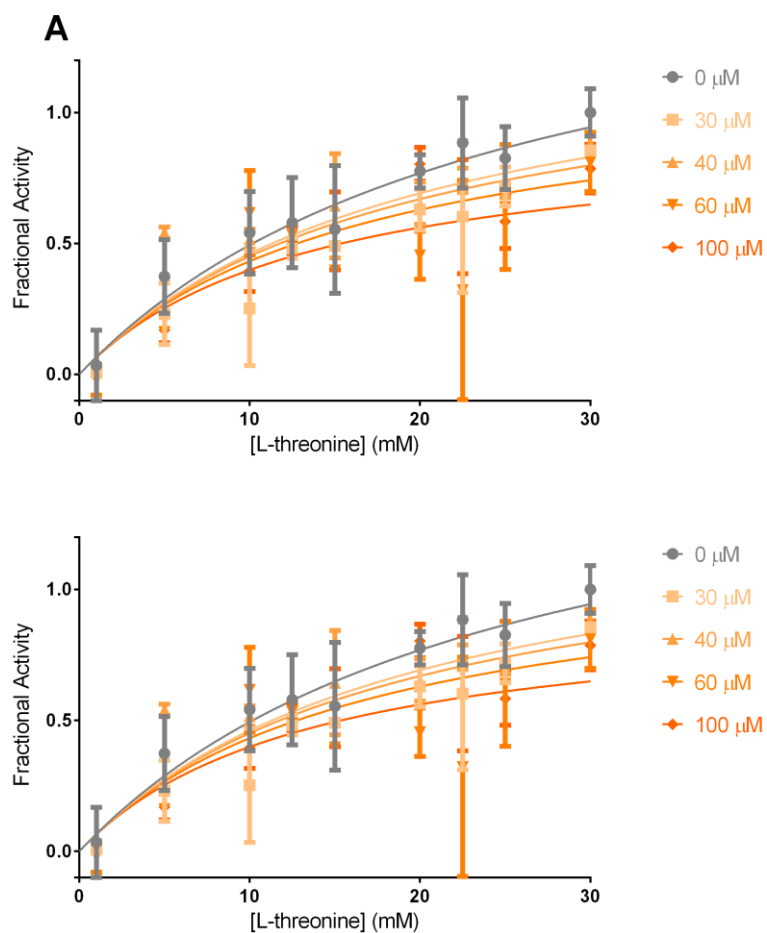 A
Fractional Activity
1.0
0.5
0.0
0 10 20 30
[L-threonine] (mM)
0 μM
30 μM
40 μM
60 μM
100 μM
Fractional Activity
1.0
0.5
0.0
0 10 20 30
[L-threonine] (mM)
0 μM
30 μM
40 μM
60 μM
100 μM